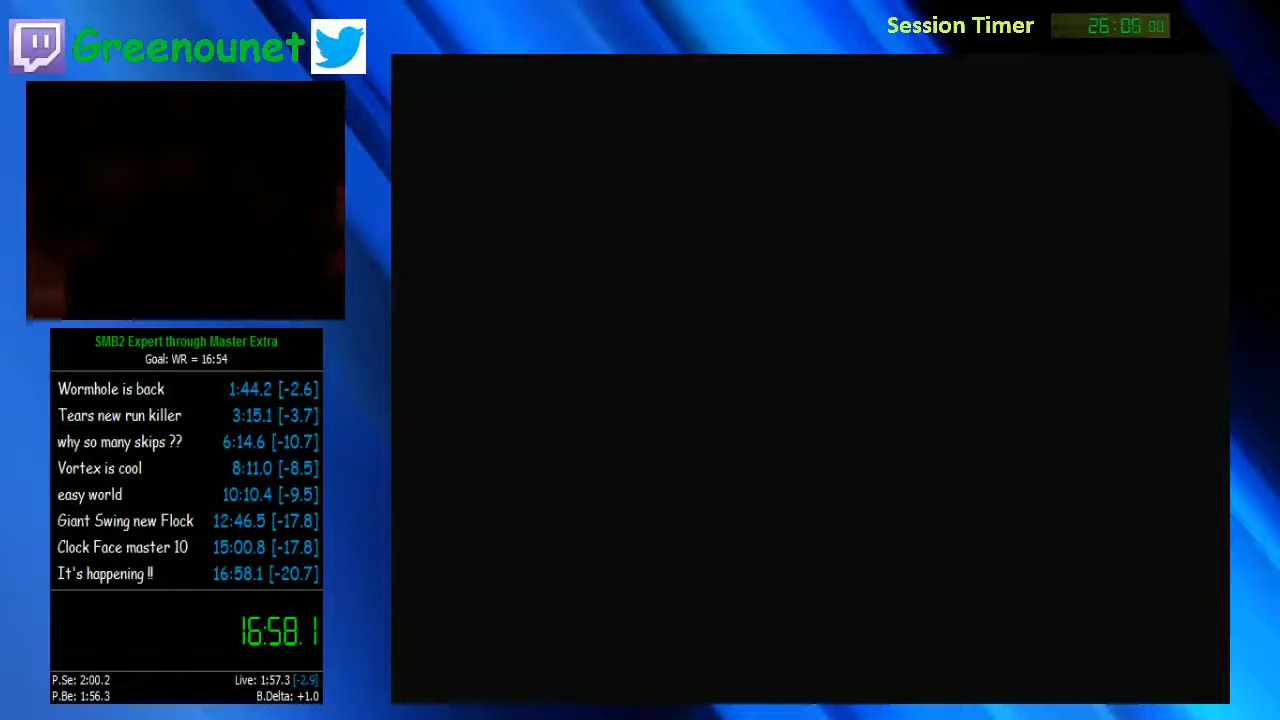 Greenounet
Session Timer
SMB2 Expert through Master Extra
Goal: WR = 16:54
Wormhole is back 1:44.2 [-2.6]
Tears new run killer 3:15.1 [-3.7]
why so many skips ?? 6:14.6 [-10.7]
Vortex is cool 8:11.0 [-8.5]
easy world 10:10.4 [-9.5]
Giant Swing new Flock 12:46.5 [-17.8]
Clock Face master 10 15:00.8 [-17.8]
It's happening !! 16:58.1 [-20.7]
16:58.1
P.Se: 2:00.2 Live: 1:57.3 [-2.9]
P.Be: 1:56.3 B.Delta: +1.0